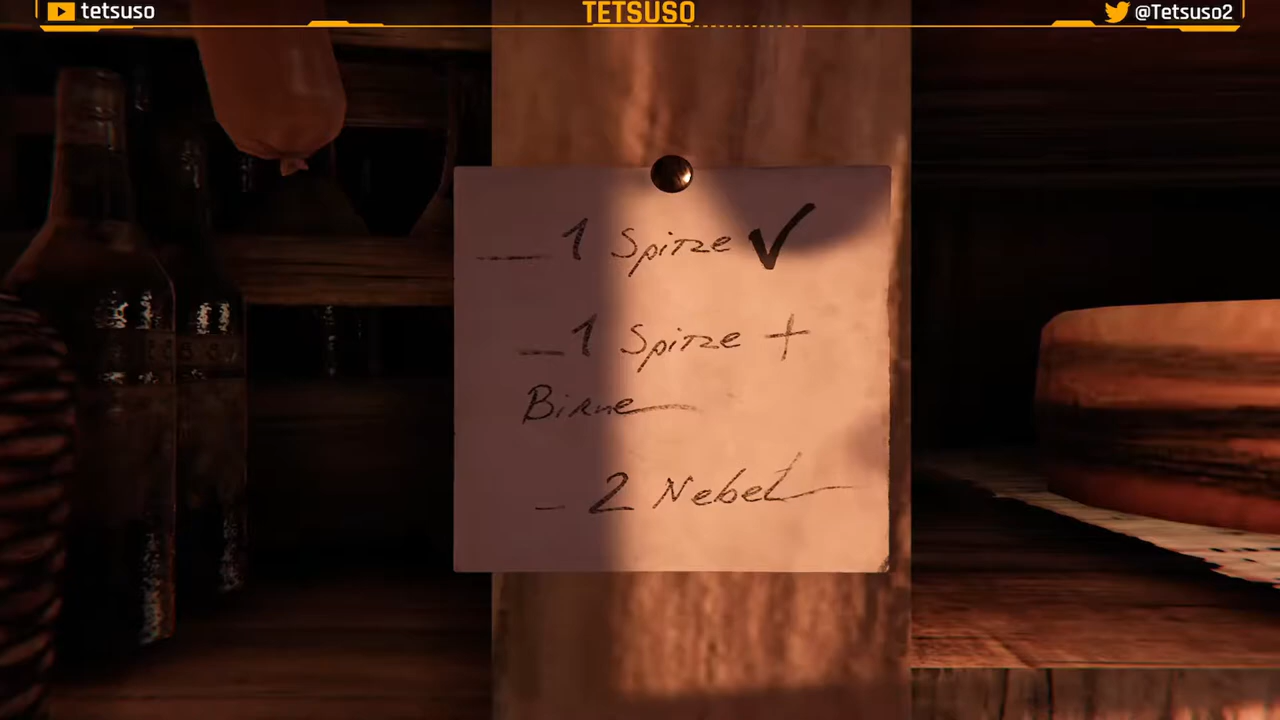 tetsuso
TETSUSO
@Tetsuso2
_ 1 Spitze ✓
_ 1 Spitze +
Birne
_ 2 Nebel